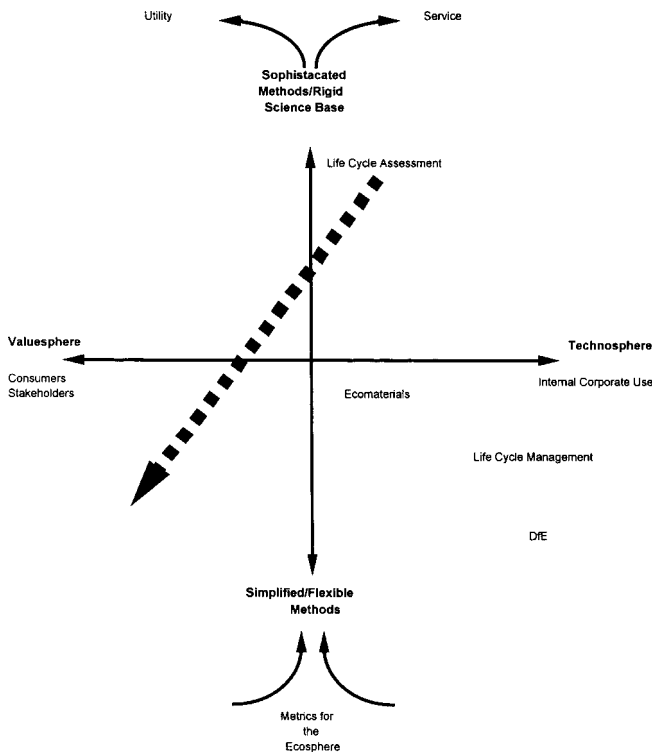 Utility
Service
Sophistacated
Methods/Rigid
Science Base
Life Cycle Assessment
Valuesphere
Technosphere
Consumers
Stakeholders
Internal Corporate Use
Ecomaterials
Life Cycle Management
DfE
Simplified/Flexible
Methods
Metrics for
the
Ecosphere